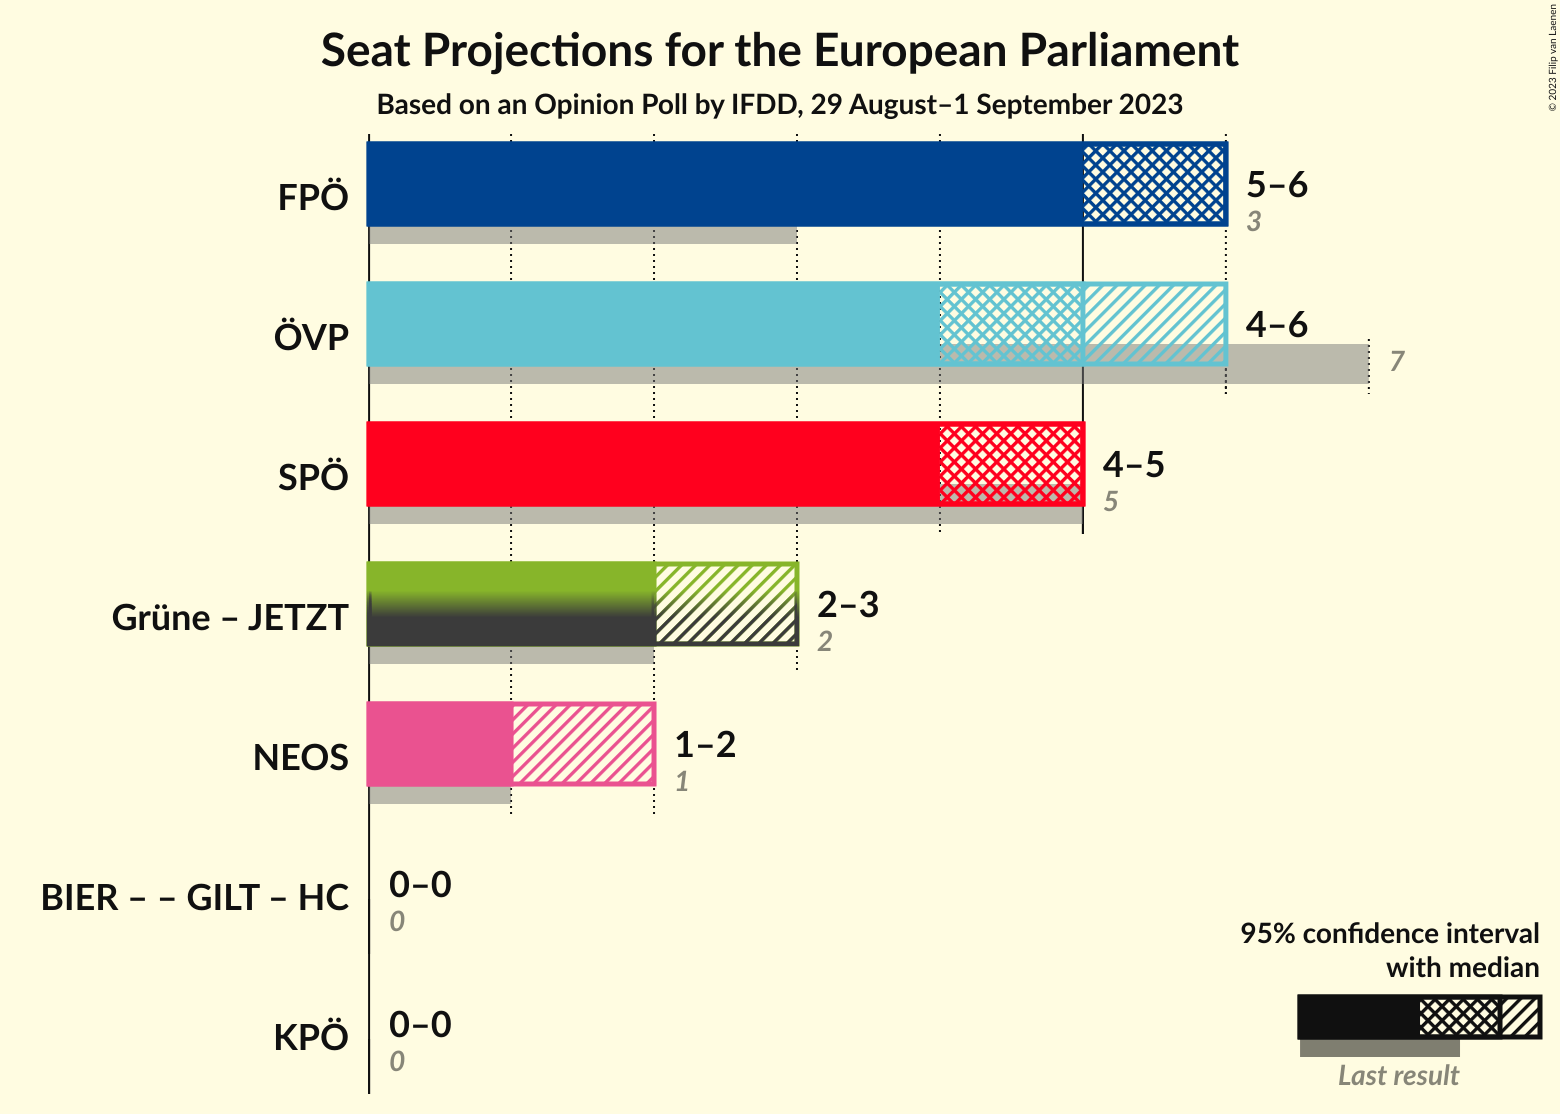 Seat Projections for the European Parliament
Based on an Opinion Poll by IFDD, 29 August–1 September 2023
© 2023 Filip van Laenen
FPÖ
5–6
3
ÖVP
4–6
7
SPÖ
4–5
5
Grüne – JETZT
2–3
2
NEOS
1–2
1
BIER – – GILT – HC
0–0
0
KPÖ
0–0
0
95% confidence interval
with median
Last result